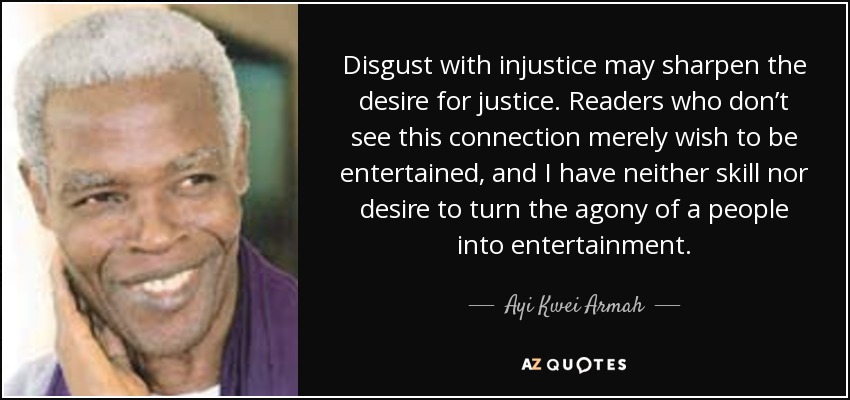 Disgust with injustice may sharpen the
desire for justice. Readers who don’t
see this connection merely wish to be
entertained, and I have neither skill nor
desire to turn the agony of a people
into entertainment.
Ayi Kwei Armah
AZ QUOTES